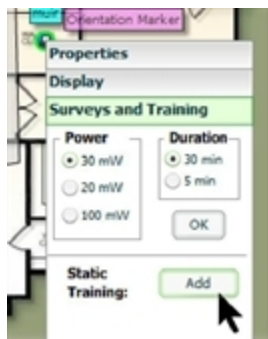 Muir
Orientation Marker
Properties
Display
Surveys and Training
Power
Duration
30 mW
30 min
20 mW
5 min
100 mW
OK
Static
Training:
Add